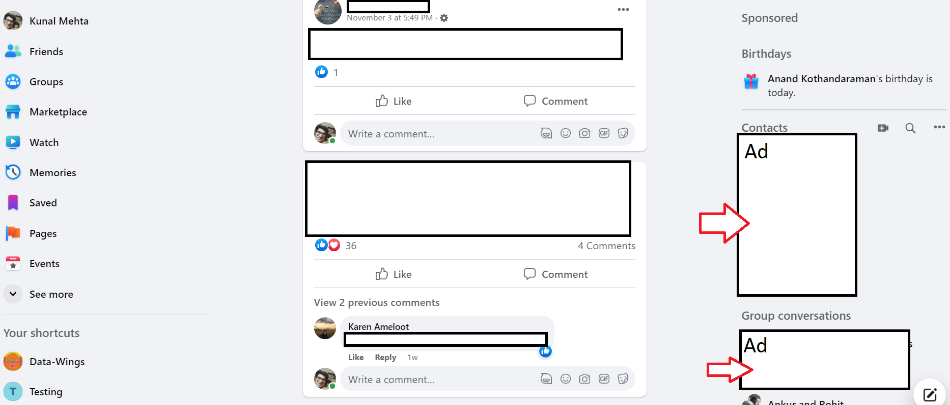 Kunal Mehta
Friends
Groups
Marketplace
Watch
Memories
Saved
Pages
Events
See more
Your shortcuts
Data-Wings
T Testing
November 3 at 5:49 PM ·
1
Like Comment
Write a comment...
GIF
36 4 Comments
Like Comment
View 2 previous comments
Karen Ameloot
Like Reply 1w
Write a comment...
GIF
Sponsored
Birthdays
Anand Kothandaraman's birthday is
today.
Contacts
Ad
Group conversations
Ad
Ankur and Rohit